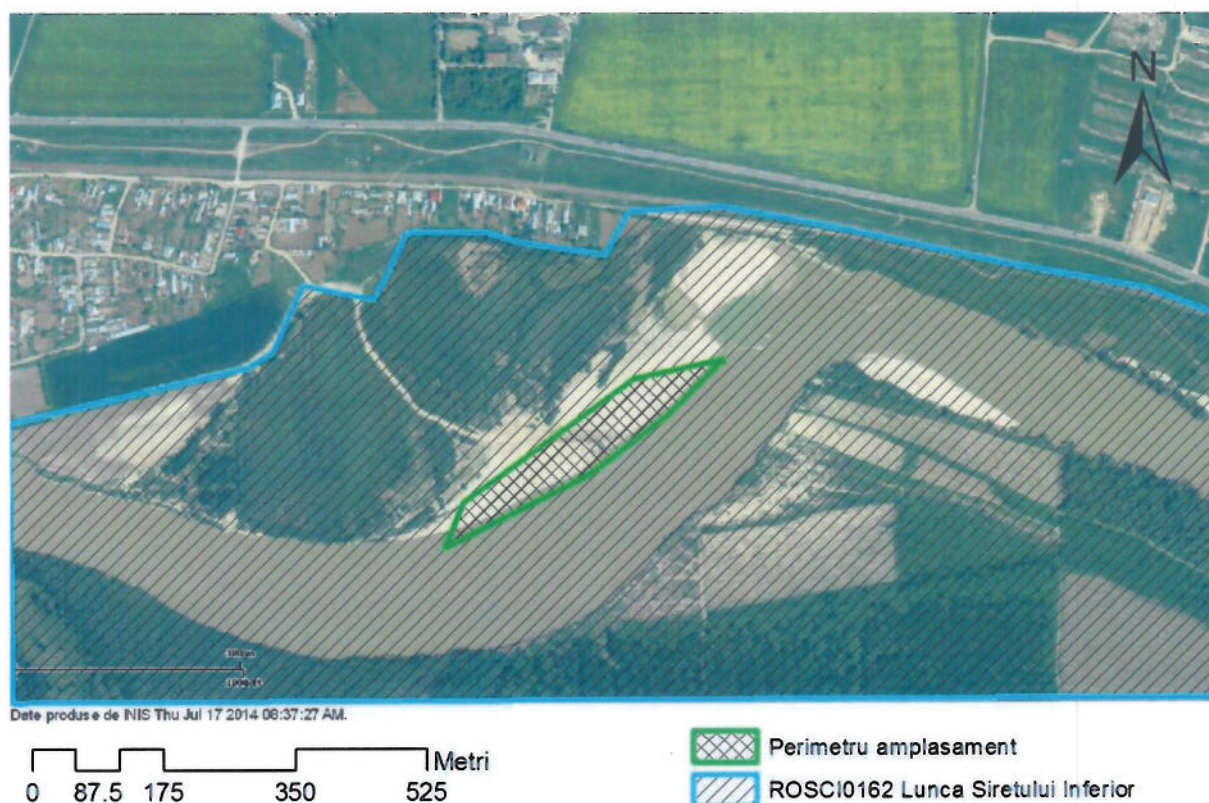 N
300 m
Date produse de INIS Thu Jul 17 2014 08:37:27 AM.
Metri
0 87.5 175 350 525
Perimetru amplasament
ROSCI0162 Lunca Siretului Inferior